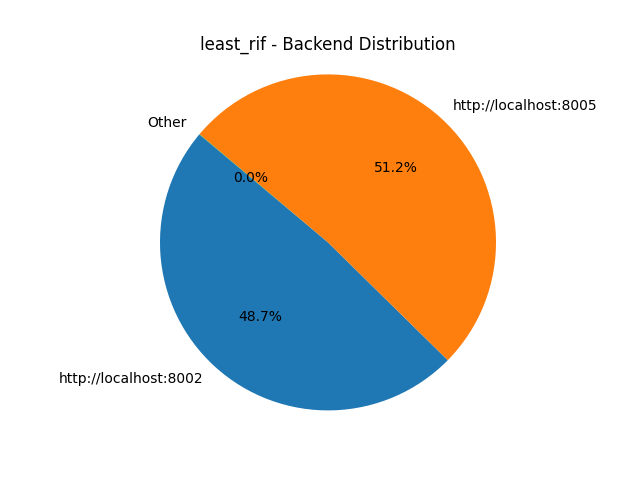 least_rif - Backend Distribution
http://localhost:8005
Other
51.2%
0.0%
48.7%
http://localhost:8002